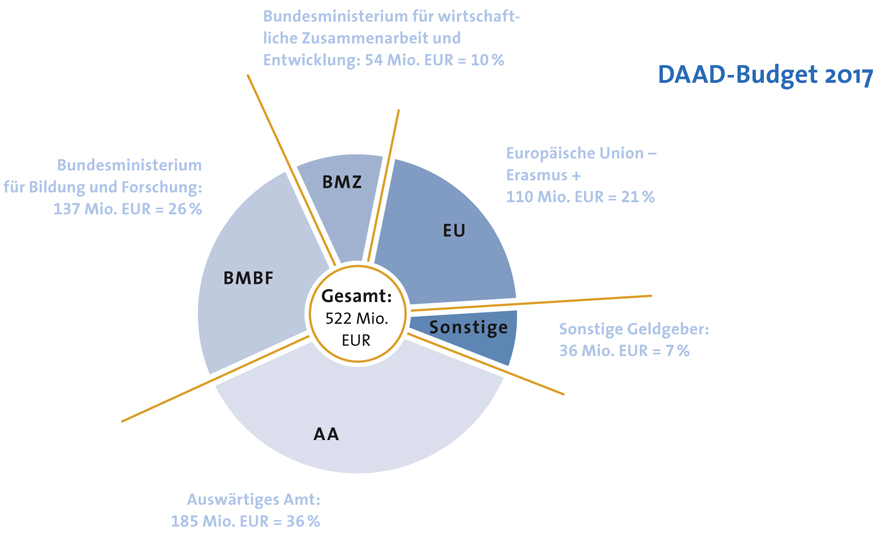 Bundesministerium für wirtschaft-
liche Zusammenarbeit und
Entwicklung: 54 Mio. EUR = 10 %
DAAD-Budget 2017
Bundesministerium
für Bildung und Forschung:
137 Mio. EUR = 26 %
Europäische Union –
Erasmus +
110 Mio. EUR = 21 %
BMZ
EU
BMBF
Gesamt:
522 Mio.
EUR
Sonstige
Sonstige Geldgeber:
36 Mio. EUR = 7 %
AA
Auswärtiges Amt:
185 Mio. EUR = 36 %